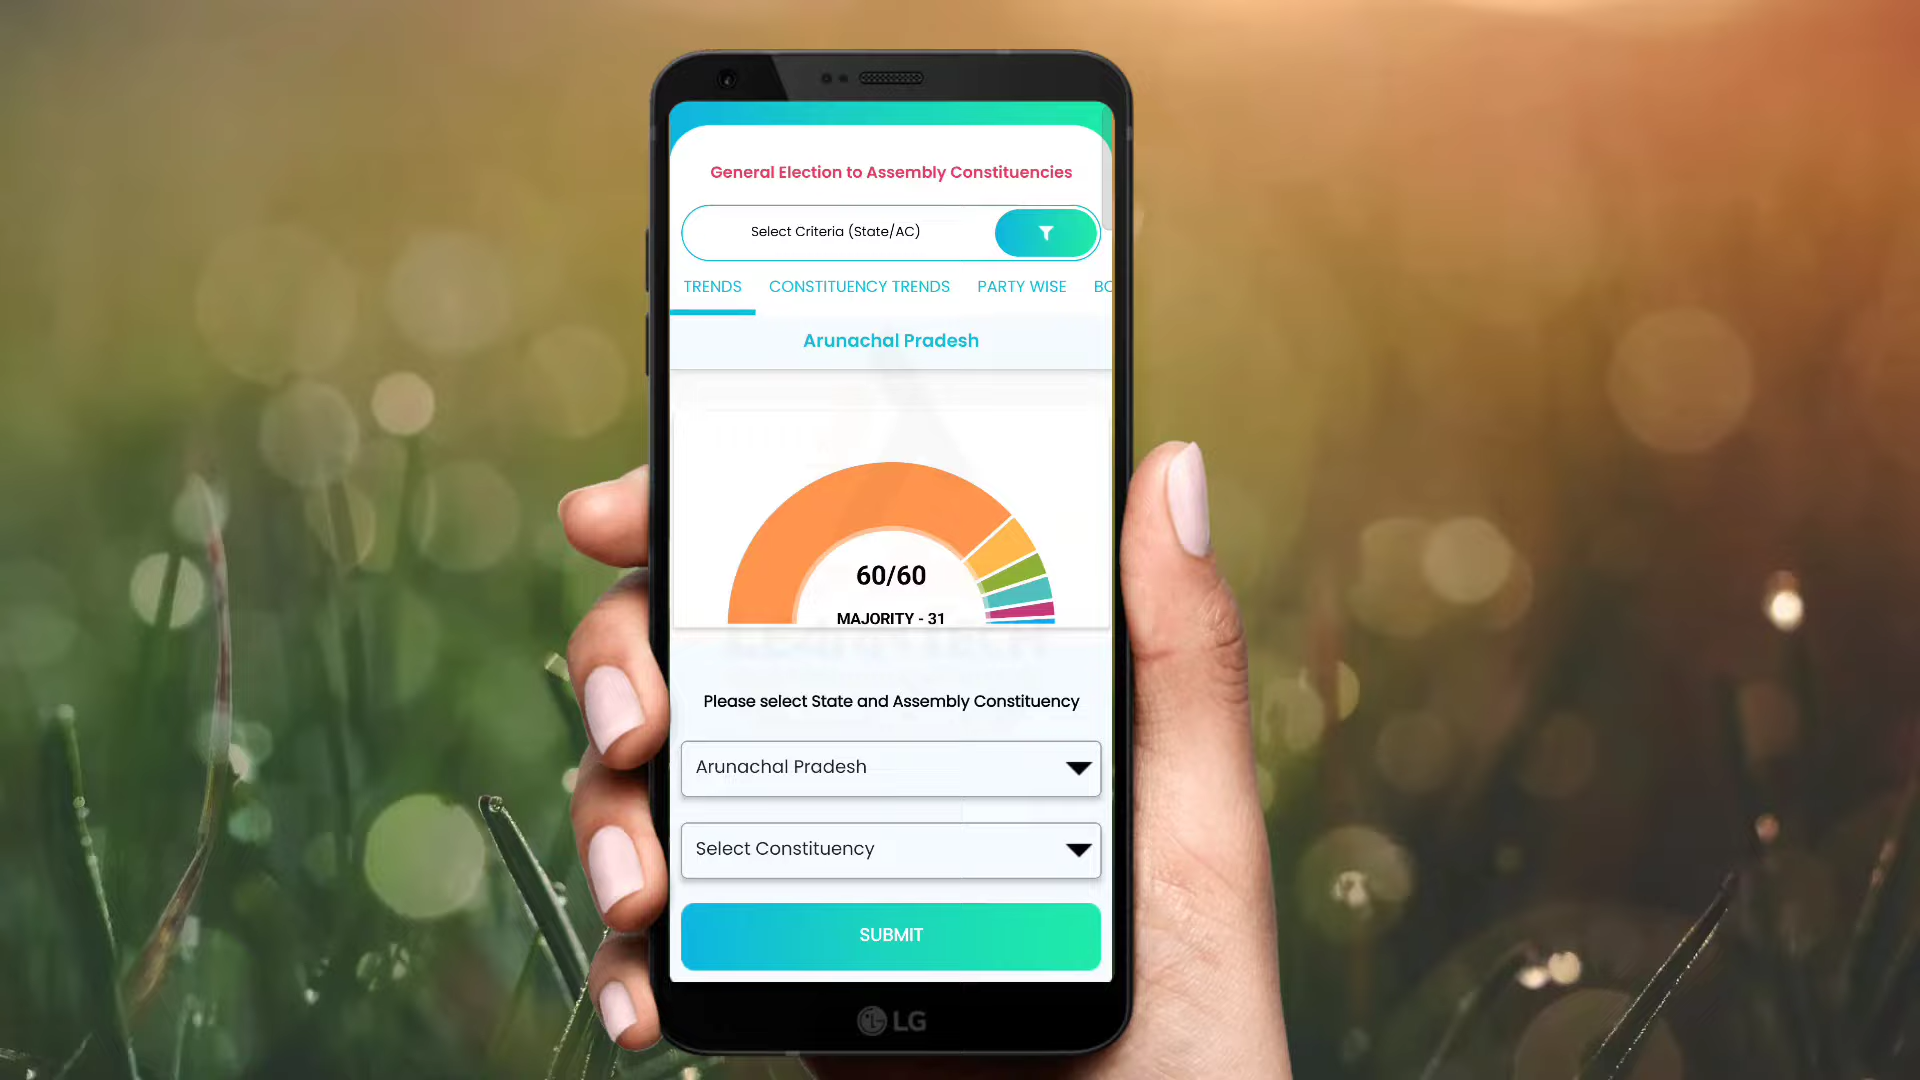 General Election to Assembly Constituencies
Select Criteria (State/AC)
TRENDS CONSTITUENCY TRENDS PARTY WISE BO
Arunachal Pradesh
60/60
MAJORITY - 31
Please select State and Assembly Constituency
Arunachal Pradesh
Select Constituency
SUBMIT
LG